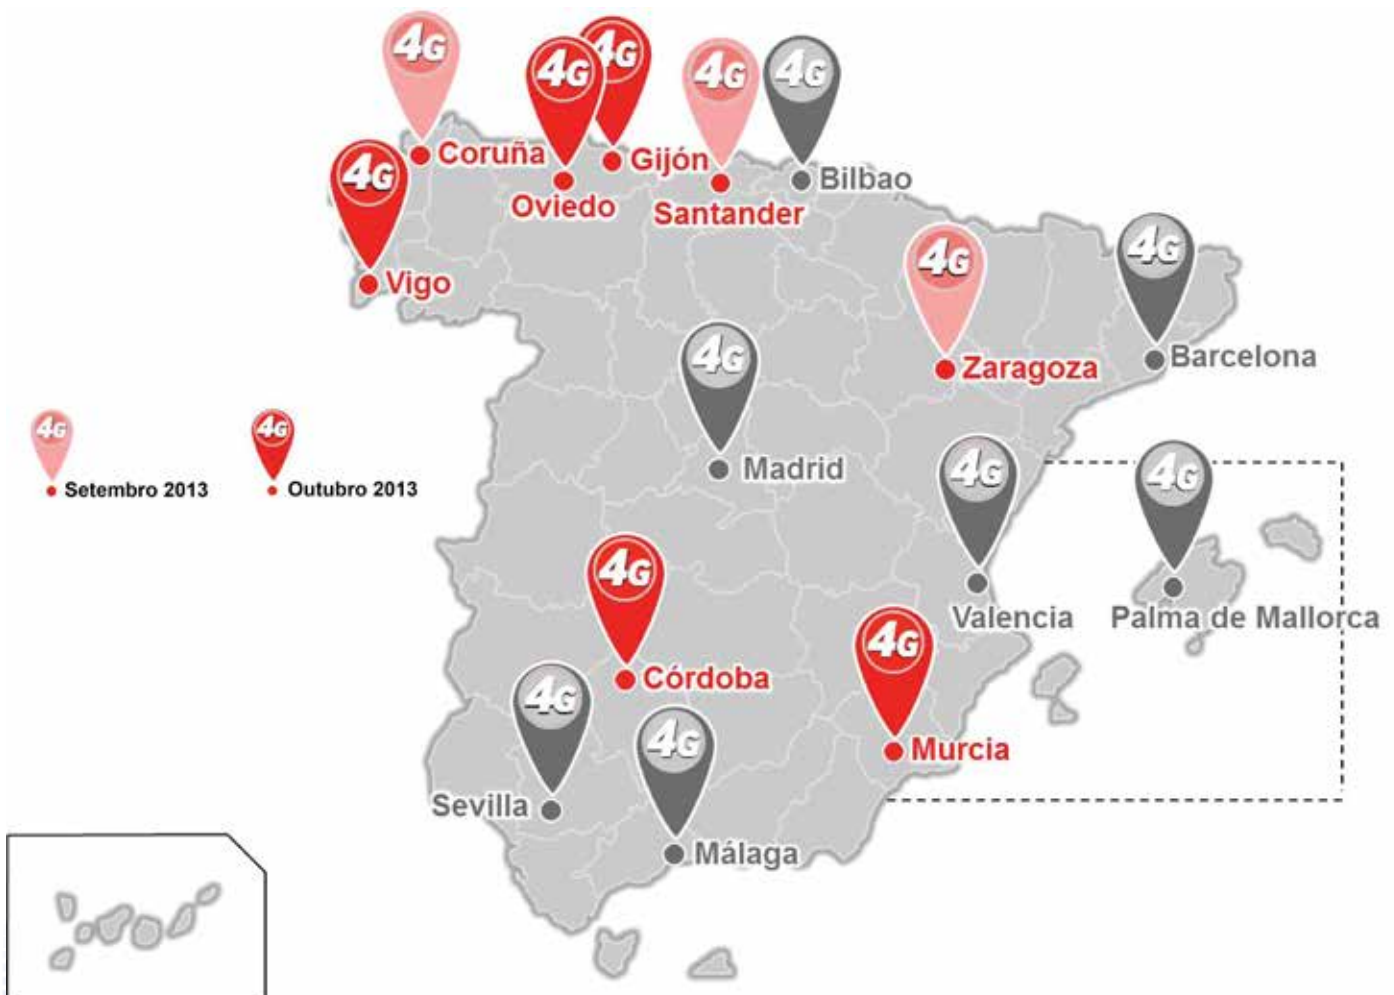 4G
4G
4G
4G
4G
Coruña
Gijón
Bilbao
Oviedo
Santander
4G
Vigo
4G
4G
Zaragoza
Barcelona
4G
Madrid
4G
Setembro 2013
4G
Outubro 2013
4G
4G
Valencia
Palma de Mallorca
4G
Córdoba
4G
Murcia
4G
Sevilla
4G
Málaga